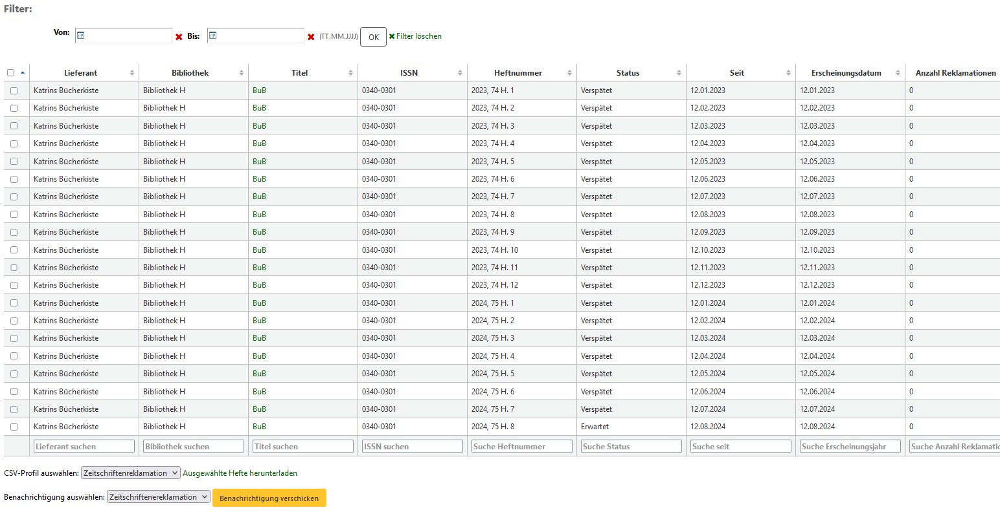 Filter:
Von: Bis: (TT.MM.JJJJ) OK Filter löschen
Lieferant Bibliothek Titel ISSN Heftnummer Status Seit Erscheinungsdatum Anzahl Reklamationen
Katrins Bücherkiste Bibliothek H BuB 0340-0301 2023, 74 H. 1 Verspätet 12.01.2023 12.01.2023 0
Katrins Bücherkiste Bibliothek H BuB 0340-0301 2023, 74 H. 2 Verspätet 12.02.2023 12.02.2023 0
Katrins Bücherkiste Bibliothek H BuB 0340-0301 2023, 74 H. 3 Verspätet 12.03.2023 12.03.2023 0
Katrins Bücherkiste Bibliothek H BuB 0340-0301 2023, 74 H. 4 Verspätet 12.04.2023 12.04.2023 0
Katrins Bücherkiste Bibliothek H BuB 0340-0301 2023, 74 H. 5 Verspätet 12.05.2023 12.05.2023 0
Katrins Bücherkiste Bibliothek H BuB 0340-0301 2023, 74 H. 6 Verspätet 12.06.2023 12.06.2023 0
Katrins Bücherkiste Bibliothek H BuB 0340-0301 2023, 74 H. 7 Verspätet 12.07.2023 12.07.2023 0
Katrins Bücherkiste Bibliothek H BuB 0340-0301 2023, 74 H. 8 Verspätet 12.08.2023 12.08.2023 0
Katrins Bücherkiste Bibliothek H BuB 0340-0301 2023, 74 H. 9 Verspätet 12.09.2023 12.09.2023 0
Katrins Bücherkiste Bibliothek H BuB 0340-0301 2023, 74 H. 10 Verspätet 12.10.2023 12.10.2023 0
Katrins Bücherkiste Bibliothek H BuB 0340-0301 2023, 74 H. 11 Verspätet 12.11.2023 12.11.2023 0
Katrins Bücherkiste Bibliothek H BuB 0340-0301 2023, 74 H. 12 Verspätet 12.12.2023 12.12.2023 0
Katrins Bücherkiste Bibliothek H BuB 0340-0301 2024, 75 H. 1 Verspätet 12.01.2024 12.01.2024 0
Katrins Bücherkiste Bibliothek H BuB 0340-0301 2024, 75 H. 2 Verspätet 12.02.2024 12.02.2024 0
Katrins Bücherkiste Bibliothek H BuB 0340-0301 2024, 75 H. 3 Verspätet 12.03.2024 12.03.2024 0
Katrins Bücherkiste Bibliothek H BuB 0340-0301 2024, 75 H. 4 Verspätet 12.04.2024 12.04.2024 0
Katrins Bücherkiste Bibliothek H BuB 0340-0301 2024, 75 H. 5 Verspätet 12.05.2024 12.05.2024 0
Katrins Bücherkiste Bibliothek H BuB 0340-0301 2024, 75 H. 6 Verspätet 12.06.2024 12.06.2024 0
Katrins Bücherkiste Bibliothek H BuB 0340-0301 2024, 75 H. 7 Verspätet 12.07.2024 12.07.2024 0
Katrins Bücherkiste Bibliothek H BuB 0340-0301 2024, 75 H. 8 Erwartet 12.08.2024 12.08.2024 0
Lieferant suchen Bibliothek suchen Titel suchen ISSN suchen Suche Heftnummer Suche Status Suche seit Suche Erscheinungsjahr Suche Anzahl Reklamatio
CSV-Profil auswählen: Zeitschriftenreklamation Ausgewählte Hefte herunterladen
Benachrichtigung auswählen: Zeitschriftenereklamation Benachrichtigung verschicken